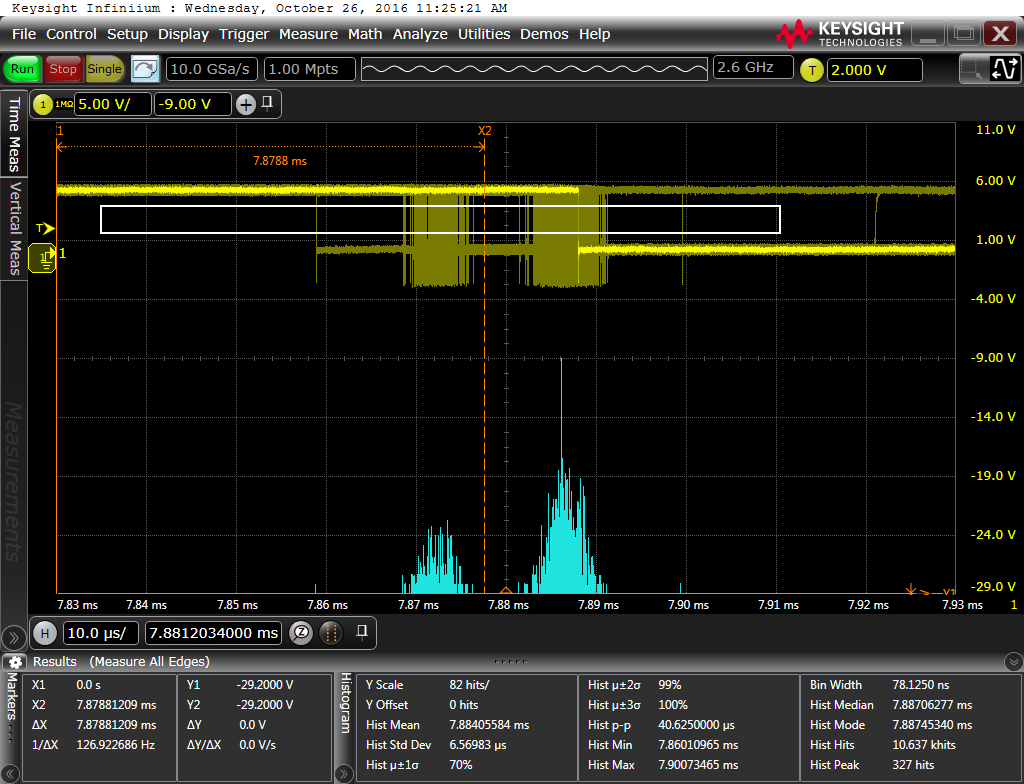 Keysight Infiniium : Wednesday, October 26, 2016 11:25:21 AM
File Control Setup Display Trigger Measure Math Analyze Utilities Demos Help
KEYSIGHT
TECHNOLOGIES
Run Stop Single 10.0 GSa/s 1.00 Mpts 2.6 GHz T 2.000 V
1 1MΩ 5.00 V/ -9.00 V
Time Meas
Vertical Meas
Measurements
1 X2
7.8788 ms
T
1
11.0 V
6.00 V
1.00 V
-4.00 V
-9.00 V
-14.0 V
-19.0 V
-24.0 V
-29.0 V
Y1
7.83 ms 7.84 ms 7.85 ms 7.86 ms 7.87 ms 7.88 ms 7.89 ms 7.90 ms 7.91 ms 7.92 ms 7.93 ms 1
H 10.0 µs/ 7.8812034000 ms
Results (Measure All Edges)
Markers...
X1 0.0 s
X2 7.87881209 ms
ΔX 7.87881209 ms
1/ΔX 126.922686 Hz
Y1 -29.2000 V
Y2 -29.2000 V
ΔY 0.0 V
ΔY/ΔX 0.0 V/s
Histogram
Y Scale 82 hits/
Y Offset 0 hits
Hist Mean 7.88405584 ms
Hist Std Dev 6.56983 µs
Hist µ±1σ 70%
Hist µ±2σ 99%
Hist µ±3σ 100%
Hist p-p 40.6250000 µs
Hist Min 7.86010965 ms
Hist Max 7.90073465 ms
Bin Width 78.1250 ns
Hist Median 7.88706277 ms
Hist Mode 7.88745340 ms
Hist Hits 10.637 khits
Hist Peak 327 hits